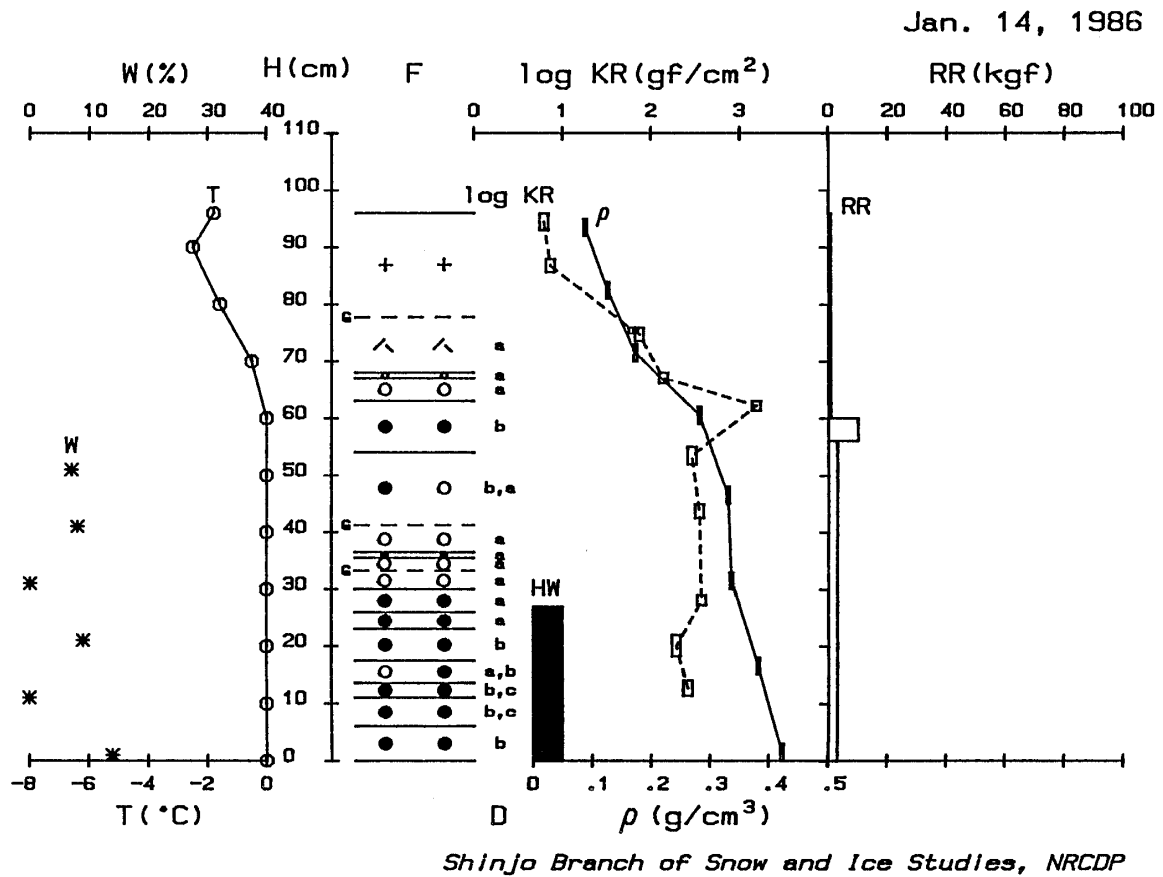 Jan. 14, 1986
W(%) H(cm) F log KR(gf/cm²) RR(kgf)
0 10 20 30 40 0 1 2 3 0 20 40 60 80 100
110
100
T log KR ρ RR
90
80
G
a
70
a
a
60
b
W
50
b,a
G
40
a
a
a
G
30
a
HW
a
a
20
b
a,b
b,c
10
b,c
b
0
-8 -6 -4 -2 0 0 .1 .2 .3 .4 .5
T(°C) D ρ(g/cm³)
Shinjo Branch of Snow and Ice Studies, NRCDP